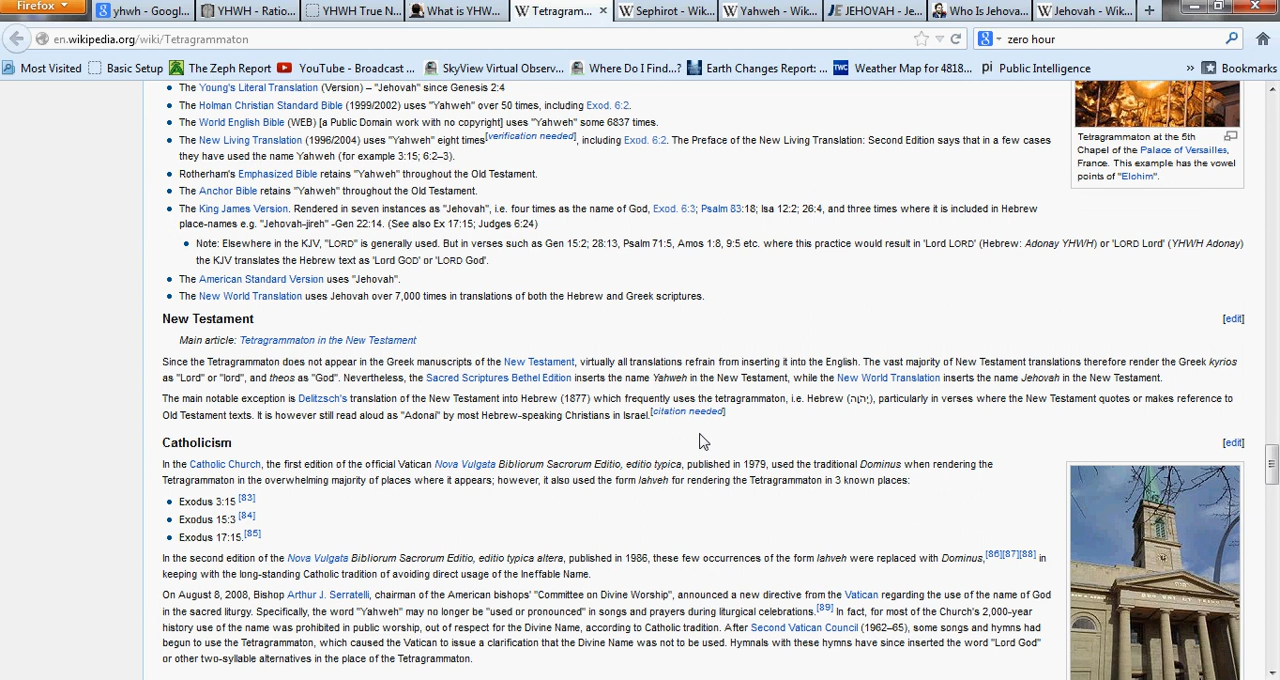 Firefox
yhwh - Googl...
YHWH - Ratio...
YHWH True N...
What is YHW...
Tetragram...
Sephirot - Wik...
Yahweh - Wik...
JEHOVAH - Je...
Who Is Jehova...
Jehovah - Wik...
en.wikipedia.org/wiki/Tetragrammaton
zero hour
Most Visited
Basic Setup
The Zeph Report
YouTube - Broadcast ...
SkyView Virtual Observ...
Where Do I Find...?
Earth Changes Report: ...
Weather Map for 4818...
Public Intelligence
Bookmarks
The Young's Literal Translation (Version) – "Jehovah" since Genesis 2:4
The Holman Christian Standard Bible (1999/2002) uses "Yahweh" over 50 times, including Exod. 6:2.
The World English Bible (WEB) [a Public Domain work with no copyright] uses "Yahweh" some 6837 times.
The New Living Translation (1996/2004) uses "Yahweh" eight times[verification needed], including Exod. 6:2. The Preface of the New Living Translation: Second Edition says that in a few cases
they have used the name Yahweh (for example 3:15; 6:2–3).
Rotherham's Emphasized Bible retains "Yahweh" throughout the Old Testament.
The Anchor Bible retains "Yahweh" throughout the Old Testament.
The King James Version. Rendered in seven instances as "Jehovah", i.e. four times as the name of God, Exod. 6:3; Psalm 83:18; Isa 12:2; 26:4, and three times where it is included in Hebrew
place-names e.g. "Jehovah–jireh" -Gen 22:14. (See also Ex 17:15; Judges 6:24)
Note: Elsewhere in the KJV, "LORD" is generally used. But in verses such as Gen 15:2; 28:13, Psalm 71:5, Amos 1:8, 9:5 etc. where this practice would result in 'Lord LORD' (Hebrew: Adonay YHWH) or 'LORD Lord' (YHWH Adonay)
the KJV translates the Hebrew text as 'Lord GOD' or 'LORD God'.
The American Standard Version uses "Jehovah".
The New World Translation uses Jehovah over 7,000 times in translations of both the Hebrew and Greek scriptures.
Tetragrammaton at the 5th
Chapel of the Palace of Versailles,
France. This example has the vowel
points of "Elohim".
New Testament
[edit]
Main article: Tetragrammaton in the New Testament
Since the Tetragrammaton does not appear in the Greek manuscripts of the New Testament, virtually all translations refrain from inserting it into the English. The vast majority of New Testament translations therefore render the Greek kyrios
as "Lord" or "lord", and theos as "God". Nevertheless, the Sacred Scriptures Bethel Edition inserts the name Yahweh in the New Testament, while the New World Translation inserts the name Jehovah in the New Testament.
The main notable exception is Delitzsch's translation of the New Testament into Hebrew (1877) which frequently uses the tetragrammaton, i.e. Hebrew (יְהוָֹה), particularly in verses where the New Testament quotes or makes reference to
Old Testament texts. It is however still read aloud as "Adonai" by most Hebrew–speaking Christians in Israel.[citation needed]
Catholicism
[edit]
In the Catholic Church, the first edition of the official Vatican Nova Vulgata Bibliorum Sacrorum Editio, editio typica, published in 1979, used the traditional Dominus when rendering the
Tetragrammaton in the overwhelming majority of places where it appears; however, it also used the form Iahveh for rendering the Tetragrammaton in 3 known places:
Exodus 3:15 [83]
Exodus 15:3 [84]
Exodus 17:15.[85]
In the second edition of the Nova Vulgata Bibliorum Sacrorum Editio, editio typica altera, published in 1986, these few occurrences of the form Iahveh were replaced with Dominus,[86][87][88] in
keeping with the long-standing Catholic tradition of avoiding direct usage of the Ineffable Name.
On August 8, 2008, Bishop Arthur J. Serratelli, chairman of the American bishops' "Committee on Divine Worship", announced a new directive from the Vatican regarding the use of the name of God
in the sacred liturgy. Specifically, the word "Yahweh" may no longer be "used or pronounced" in songs and prayers during liturgical celebrations.[89] In fact, for most of the Church's 2,000–year
history use of the name was prohibited in public worship, out of respect for the Divine Name, according to Catholic tradition. After Second Vatican Council (1962–65), some songs and hymns had
begun to use the Tetragrammaton, which caused the Vatican to issue a clarification that the Divine Name was not to be used. Hymnals with these hymns have since inserted the word "Lord God"
or other two-syllable alternatives in the place of the Tetragrammaton.